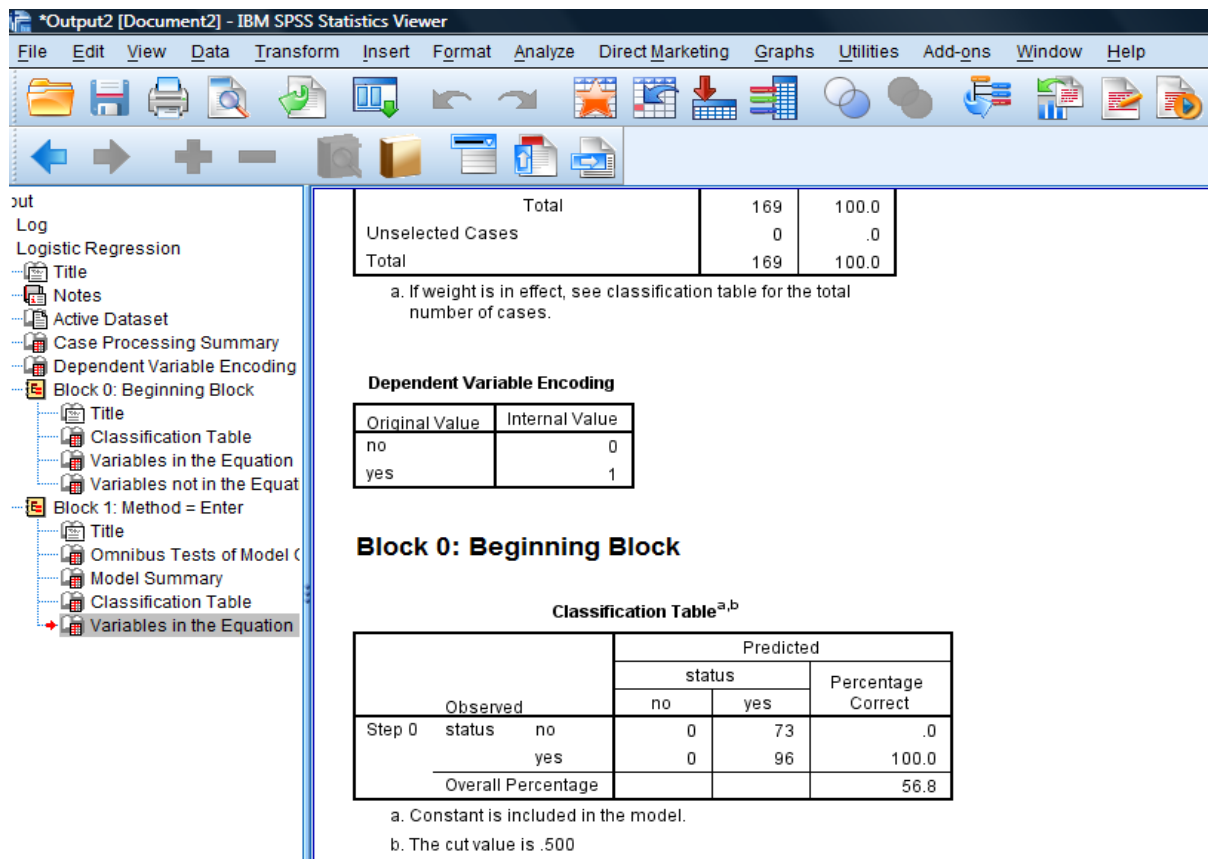 *Output2 [Document2] - IBM SPSS Statistics Viewer
File Edit View Data Transform Insert Format Analyze Direct Marketing Graphs Utilities Add-ons Window Help
out
Log
Logistic Regression
Title
Notes
Active Dataset
Case Processing Summary
Dependent Variable Encoding
Block 0: Beginning Block
Title
Classification Table
Variables in the Equation
Variables not in the Equat
Block 1: Method = Enter
Title
Omnibus Tests of Model C
Model Summary
Classification Table
Variables in the Equation
Total 169 100.0
Unselected Cases 0 .0
Total 169 100.0
a. If weight is in effect, see classification table for the total
number of cases.
Dependent Variable Encoding
Original Value Internal Value
no 0
yes 1
Block 0: Beginning Block
Classification Table a,b
Predicted
status Percentage
Observed no yes Correct
Step 0 status no 0 73 .0
yes 0 96 100.0
Overall Percentage 56.8
a. Constant is included in the model.
b. The cut value is .500